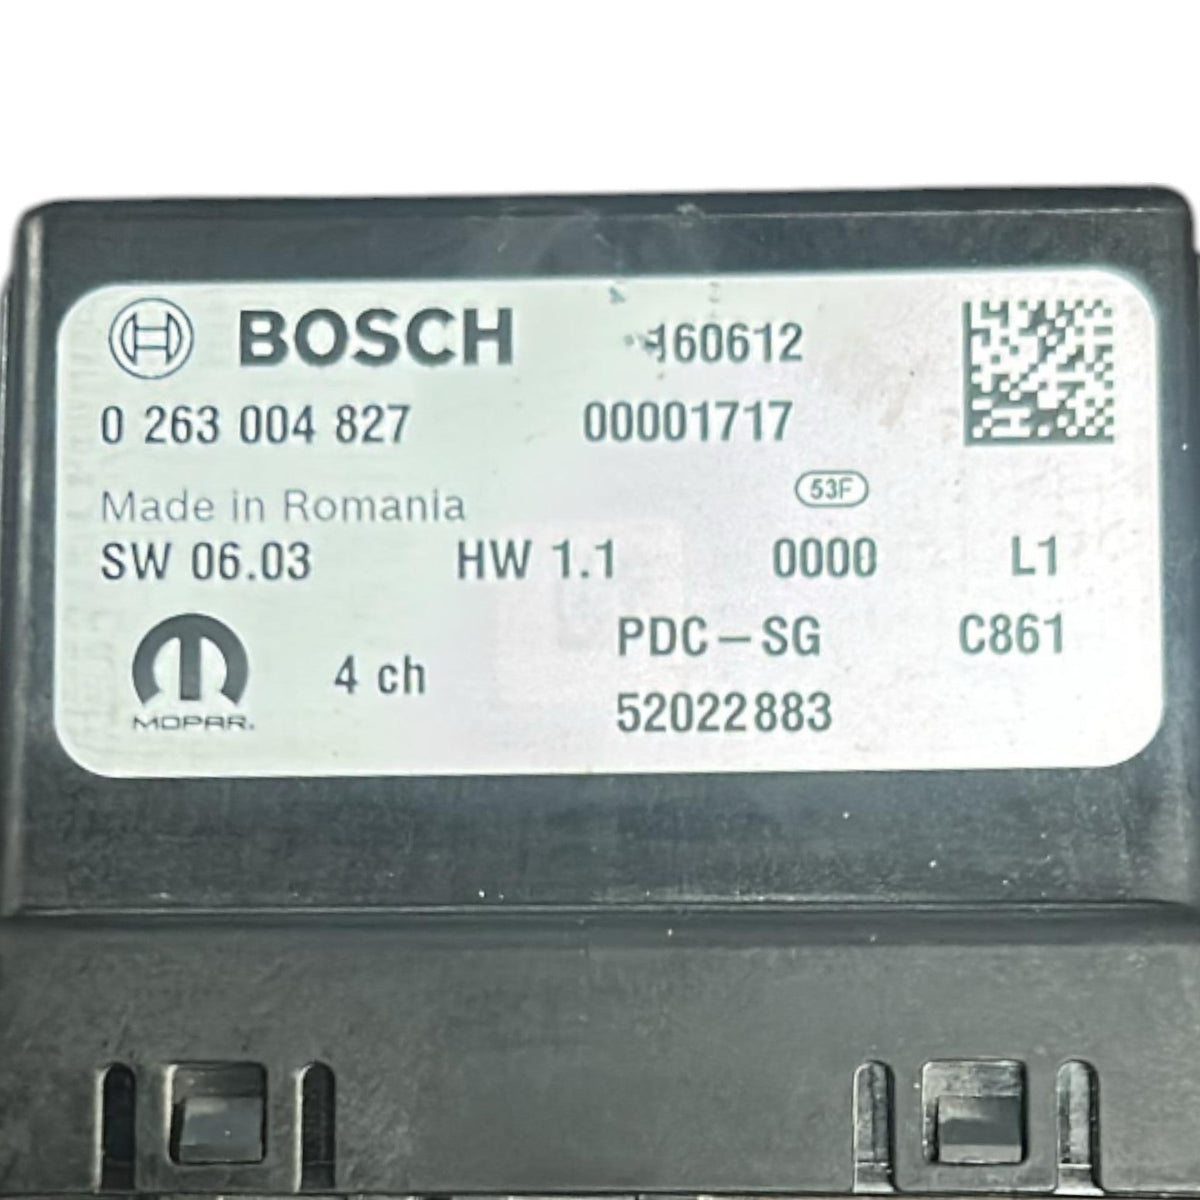 BOSCH 160612
0 263 004 827 00001717
Made in Romania 53F
SW 06.03 HW 1.1 0000 L1
PDC-SG C861
4 ch
52022883
MOPAR.